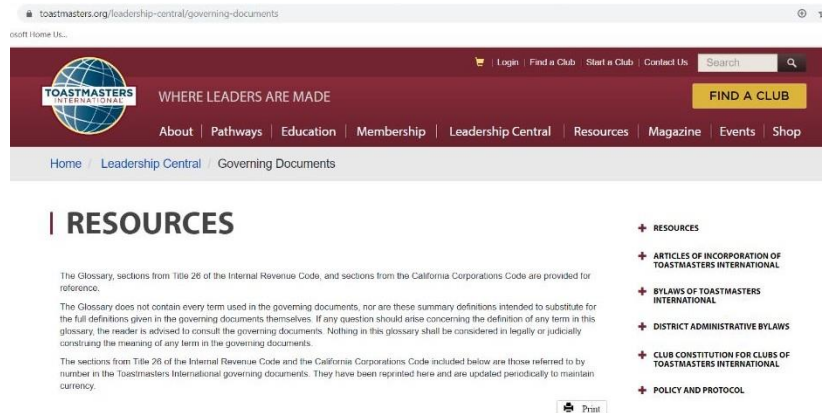 toastmasters.org/leadership-central/governing-documents
osoft Home Us...
Login | Find a Club | Start a Club | Contact Us
Search
TOASTMASTERS
INTERNATIONAL
WHERE LEADERS ARE MADE
FIND A CLUB
About | Pathways | Education | Membership | Leadership Central | Resources | Magazine | Events | Shop
Home / Leadership Central / Governing Documents
RESOURCES
The Glossary, sections from Title 26 of the Internal Revenue Code, and sections from the California Corporations Code are provided for
reference.
The Glossary does not contain every term used in the governing documents, nor are these summary definitions intended to substitute for
the full definitions given in the governing documents themselves. If any question should arise concerning the definition of any term in this
glossary, the reader is advised to consult the governing documents. Nothing in this glossary shall be considered in legally or judicially
construing the meaning of any term in the governing documents.
The sections from Title 26 of the Internal Revenue Code and the California Corporations Code included below are those referred to by
number in the Toastmasters International governing documents. They have been reprinted here and are updated periodically to maintain
currency.
Print
RESOURCES
ARTICLES OF INCORPORATION OF
TOASTMASTERS INTERNATIONAL
BYLAWS OF TOASTMASTERS
INTERNATIONAL
DISTRICT ADMINISTRATIVE BYLAWS
CLUB CONSTITUTION FOR CLUBS OF
TOASTMASTERS INTERNATIONAL
POLICY AND PROTOCOL